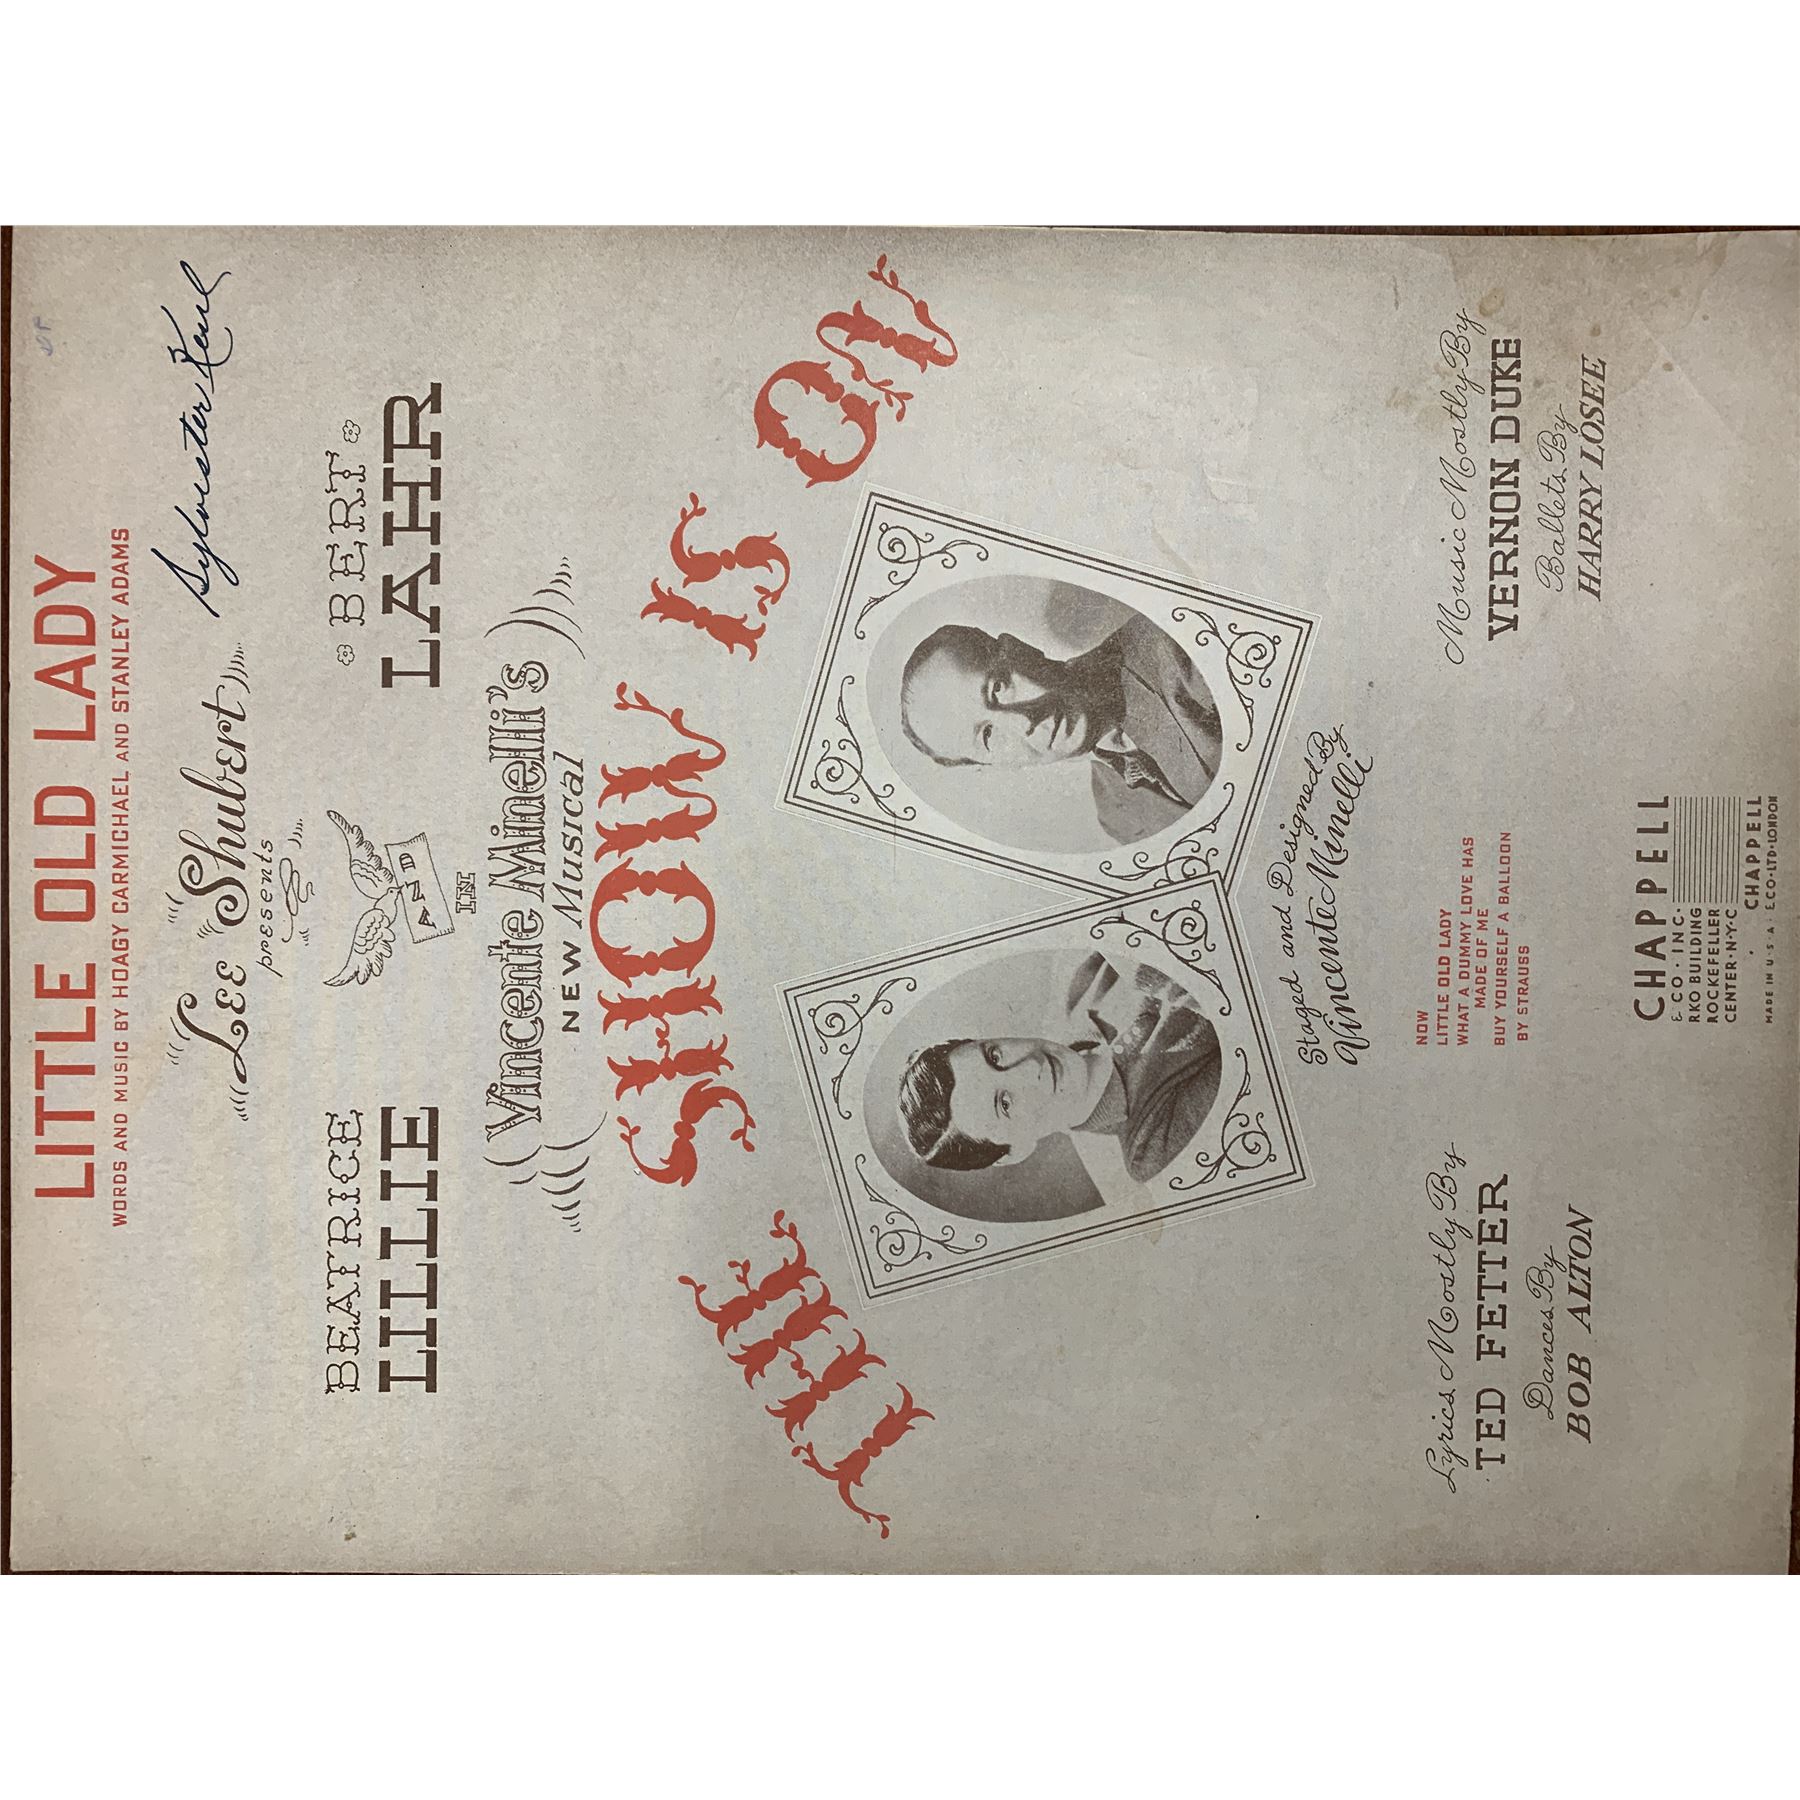 LITTLE OLD LADY
WORDS AND MUSIC BY HOAGY CARMICHAEL AND STANLEY ADAMS
Lee Shubert
presents
BEATRICE
LILLIE
AND
BERT
LAHR
IN
Vincente Minelli's
NEW Musical
THE SHOW IS ON
Staged and Designed By
Vincente Minelli
Lyrics Mostly By
TED FETTER
Dances By
BOB ALTON
NOW
LITTLE OLD LADY
WHAT A DUMMY LOVE HAS
MADE OF ME
BUY YOURSELF A BALLOON
BY STRAUSS
Music Mostly By
VERNON DUKE
Ballets By
HARRY LOSEE
CHAPPELL
& CO · INC ·
RKO BUILDING
ROCKEFELLER
CENTER · N · Y · C
CHAPPELL
MADE IN U · S · A · & CO · LTD · LONDON